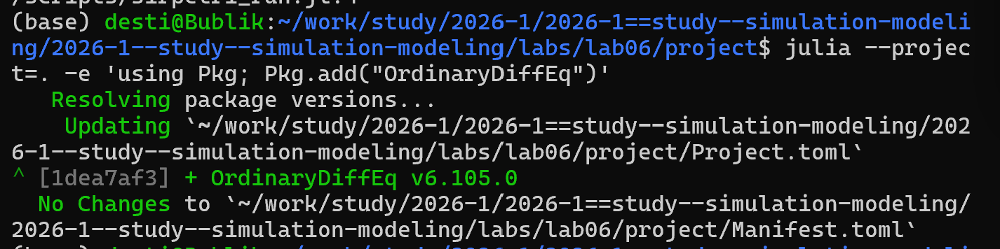 /scripts/sirpetri_run.jl:4
(base) desti@Bublik:~/work/study/2026-1/2026-1==study--simulation-modeli
ng/2026-1--study--simulation-modeling/labs/lab06/project$ julia --projec
t=. -e 'using Pkg; Pkg.add("OrdinaryDiffEq")'
Resolving package versions...
Updating `~/work/study/2026-1/2026-1==study--simulation-modeling/202
6-1--study--simulation-modeling/labs/lab06/project/Project.toml`
^ [1dea7af3] + OrdinaryDiffEq v6.105.0
No Changes to `~/work/study/2026-1/2026-1==study--simulation-modeling/
2026-1--study--simulation-modeling/labs/lab06/project/Manifest.toml`